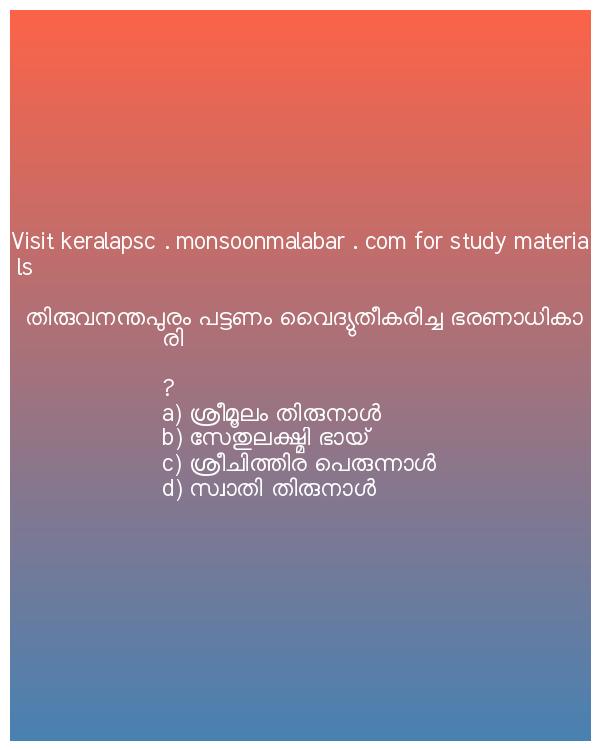 Visit keralapsc . monsoonmalabar . com for study materia
ls
തിരുവനന്തപുരം പട്ടണം വൈദ്യുതീകരിച്ച ഭരണാധികാ
രി
?
a) ശ്രീമൂലം തിരുനാൾ
b) സേതുലക്ഷ്മി ഭായ്
c) ശ്രീചിത്തിര പെരുന്നാൾ
d) സ്വാതി തിരുനാൾ